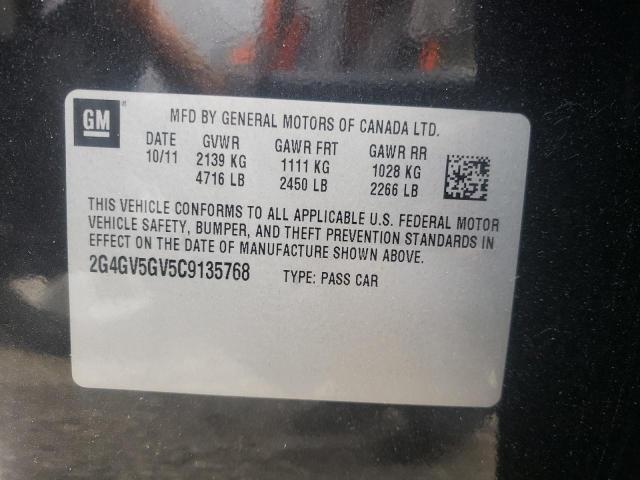 GM
MFD BY GENERAL MOTORS OF CANADA LTD.
DATE GVWR GAWR FRT GAWR RR
10/11 2139 KG 1111 KG 1028 KG
4716 LB 2450 LB 2266 LB
THIS VEHICLE CONFORMS TO ALL APPLICABLE U.S. FEDERAL MOTOR
VEHICLE SAFETY, BUMPER, AND THEFT PREVENTION STANDARDS IN
EFFECT ON THE DATE OF MANUFACTURE SHOWN ABOVE.
2G4GV5GV5C9135768 TYPE: PASS CAR